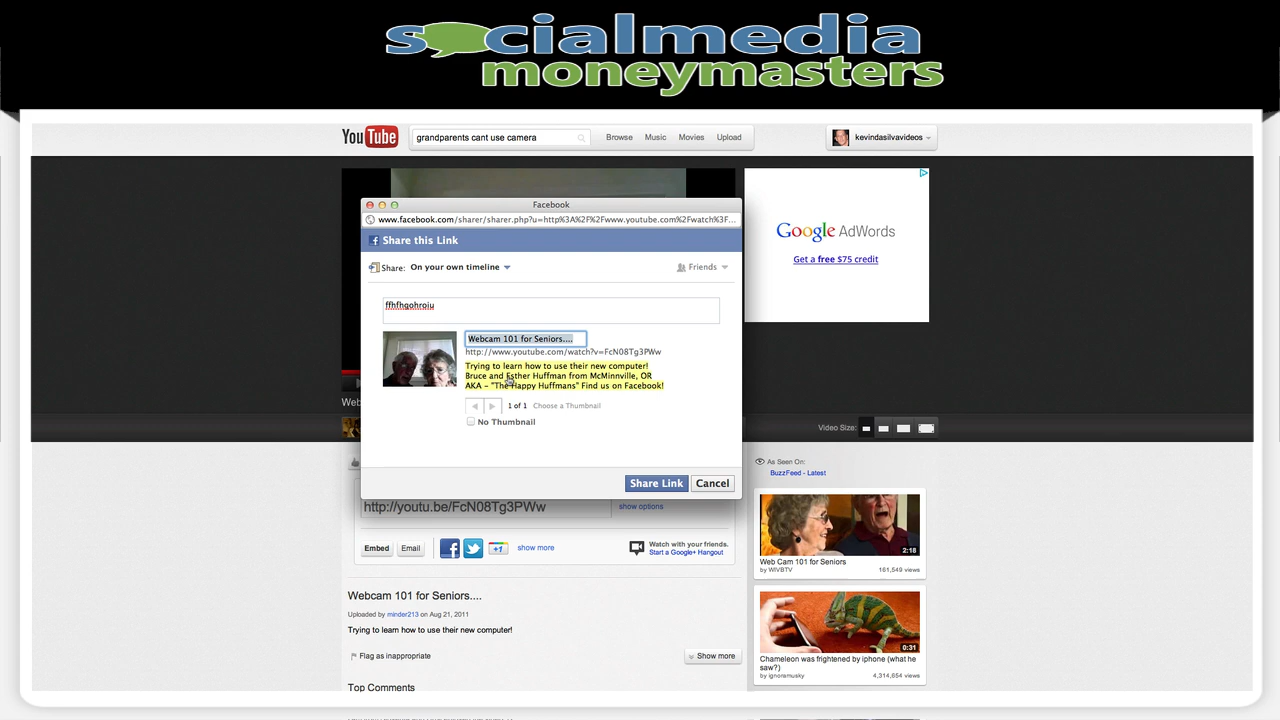 socialmedia
moneymasters
YouTube
grandparents cant use camera
Browse
Music
Movies
Upload
kevindasilvavideos
Facebook
www.facebook.com/sharer/sharer.php?u=http%3A%2F%2Fwww.youtube.com%2Fwatch%3F...
Share this Link
Share: On your own timeline
Friends
ffhfhgohroiu
Webcam 101 for Seniors....
http://www.youtube.com/watch?v=FcN08Tg3PWw
Trying to learn how to use their new computer!
Bruce and Esther Huffman from McMinnville, OR
AKA - "The Happy Huffmans" Find us on Facebook!
1 of 1 Choose a Thumbnail
No Thumbnail
Share Link
Cancel
Google AdWords
Get a free $75 credit
Web
Video Size:
http://youtu.be/FcN08Tg3PWw
show options
Embed
Email
+1
show more
Watch with your friends.
Start a Google+ Hangout
Webcam 101 for Seniors....
Uploaded by minder213 on Aug 21, 2011
Trying to learn how to use their new computer!
Flag as inappropriate
Show more
Top Comments
As Seen On:
BuzzFeed - Latest
2:18
Web Cam 101 for Seniors
by WIVBTV
161,549 views
0:31
Chameleon was frightened by iphone (what he
saw?)
by ignoramusky
4,314,654 views